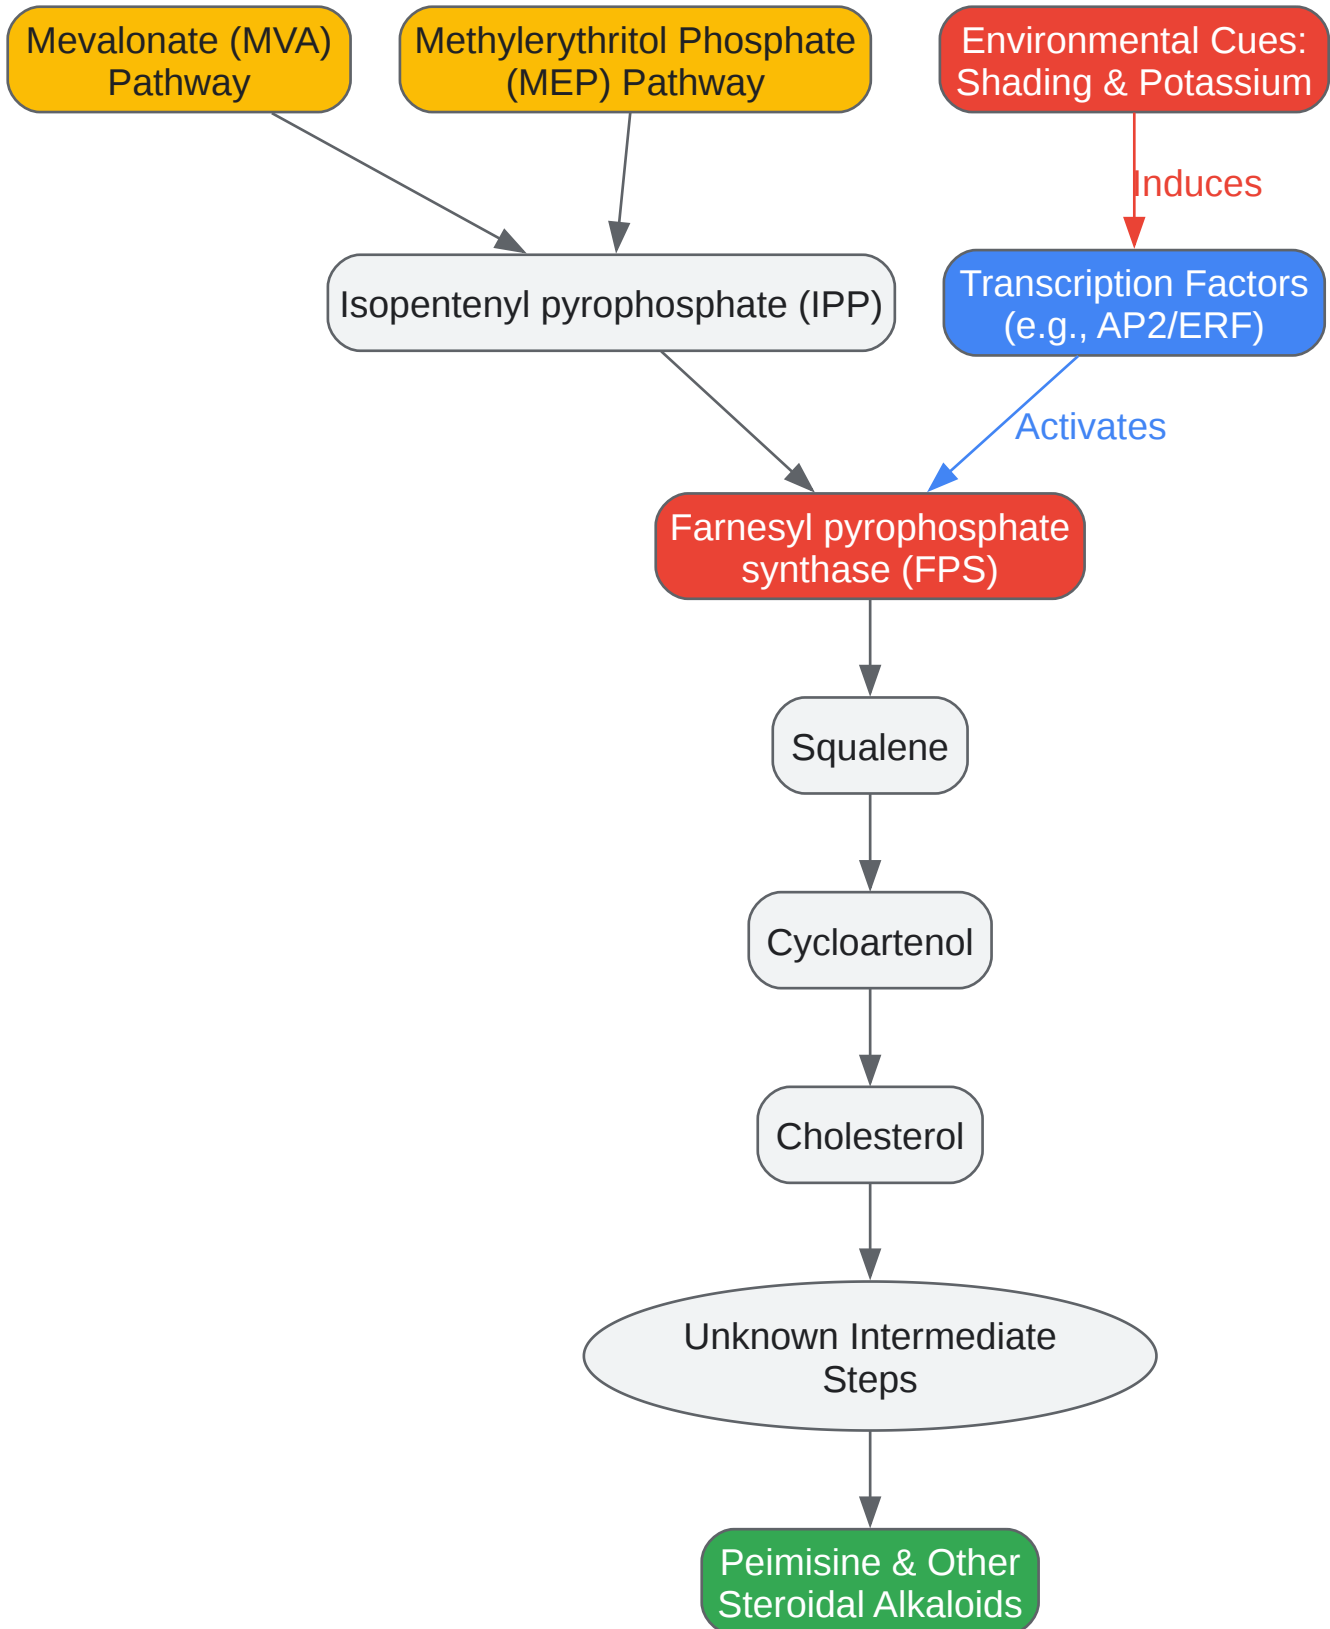 Mevalonate (MVA)
Pathway
Methylerythritol Phosphate
(MEP) Pathway
Environmental Cues:
Shading & Potassium
Induces
Isopentenyl pyrophosphate (IPP)
Transcription Factors
(e.g., AP2/ERF)
Activates
Farnesyl pyrophosphate
synthase (FPS)
Squalene
Cycloartenol
Cholesterol
Unknown Intermediate
Steps
Peimisine & Other
Steroidal Alkaloids